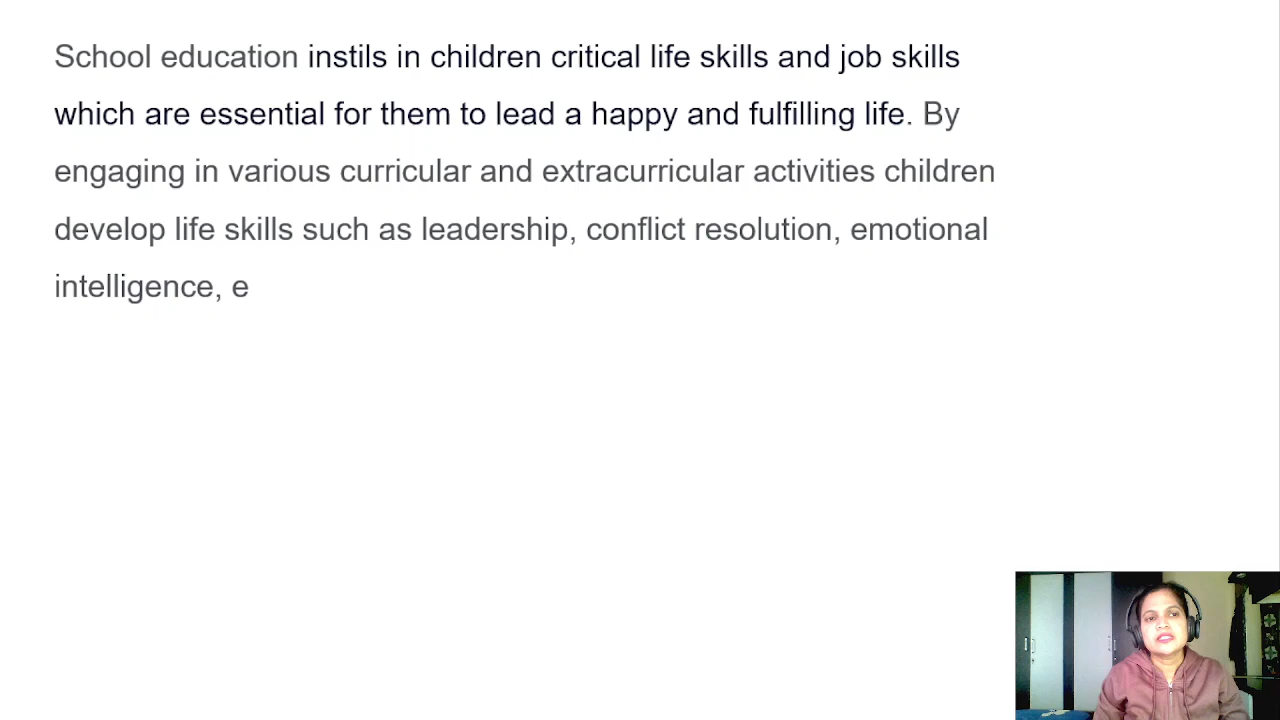 School education instils in children critical life skills and job skills
which are essential for them to lead a happy and fulfilling life. By
engaging in various curricular and extracurricular activities children
develop life skills such as leadership, conflict resolution, emotional
intelligence, e